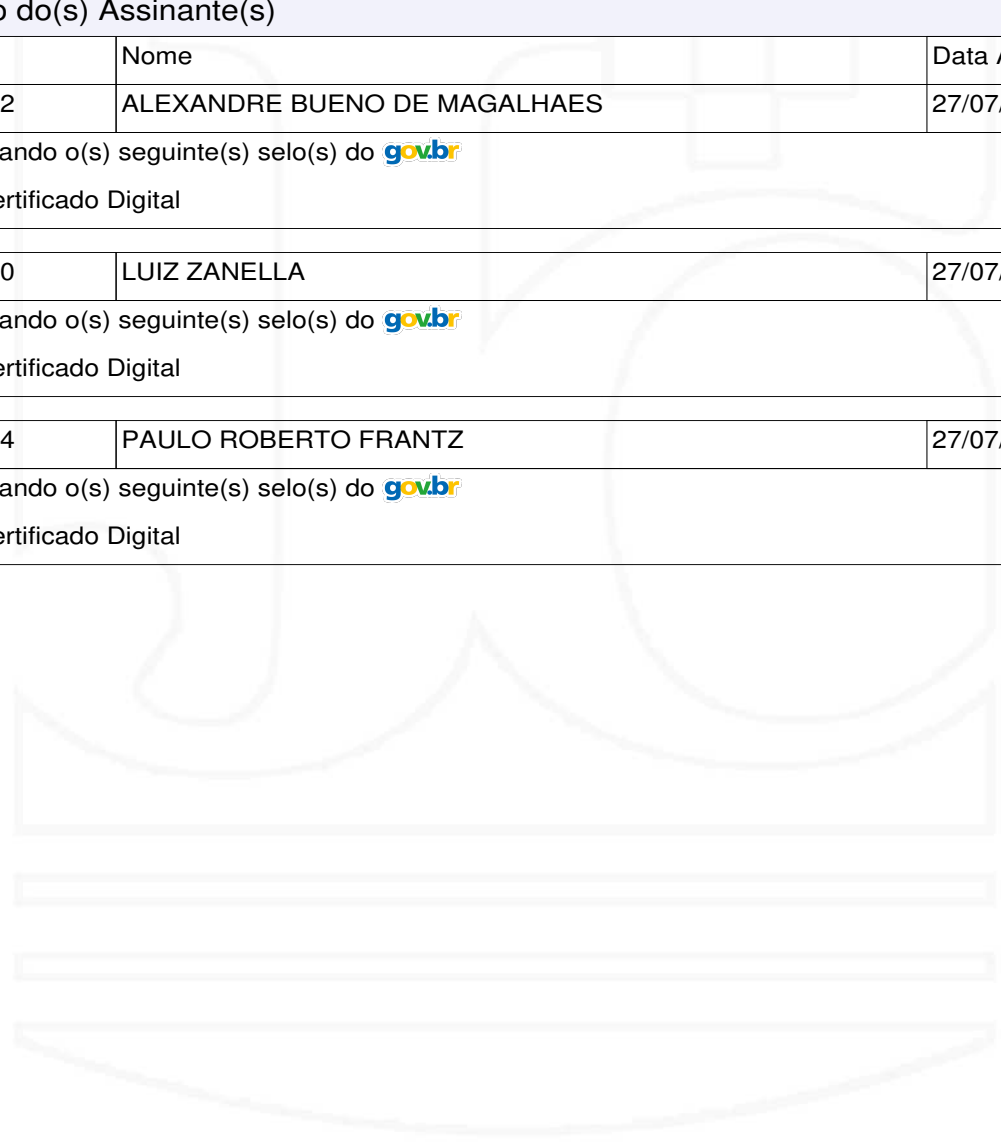 o do(s) Assinante(s)
Nome Data A
2 ALEXANDRE BUENO DE MAGALHAES 27/07/
ando o(s) seguinte(s) selo(s) do gov.br
ertificado Digital
0 LUIZ ZANELLA 27/07/
ando o(s) seguinte(s) selo(s) do gov.br
ertificado Digital
4 PAULO ROBERTO FRANTZ 27/07/
ando o(s) seguinte(s) selo(s) do gov.br
ertificado Digital